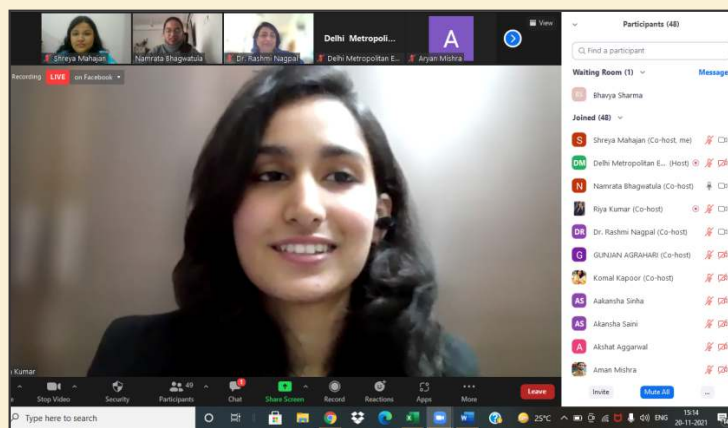 Delhi Metropoli...
A
View
Shreya Mahajan
Namrata Bhagwatula
Dr. Rashmi Nagpal
Delhi Metropolitan E...
Aryan Mishra
Recording
LIVE
on Facebook
Kumar
Stop Video
Security
49
Participants
Chat
Share Screen
Record
Reactions
Apps
More
Leave
Participants (48)
Find a participant
Waiting Room (1)
Message
Bhavya Sharma
Joined (48)
S Shreya Mahajan (Co-host, me)
DM Delhi Metropolitan E... (Host)
N Namrata Bhagwatula (Co-host)
Riya Kumar (Co-host)
DR Dr. Rashmi Nagpal (Co-host)
G GUNJAN AGRAHARI (Co-host)
Komal Kapoor (Co-host)
AS Aakansha Sinha
AS Akansha Saini
A Akshat Aggarwal
Aman Mishra
Invite
Mute All
...
Type here to search
25°C
ENG
15:14
20-11-2021